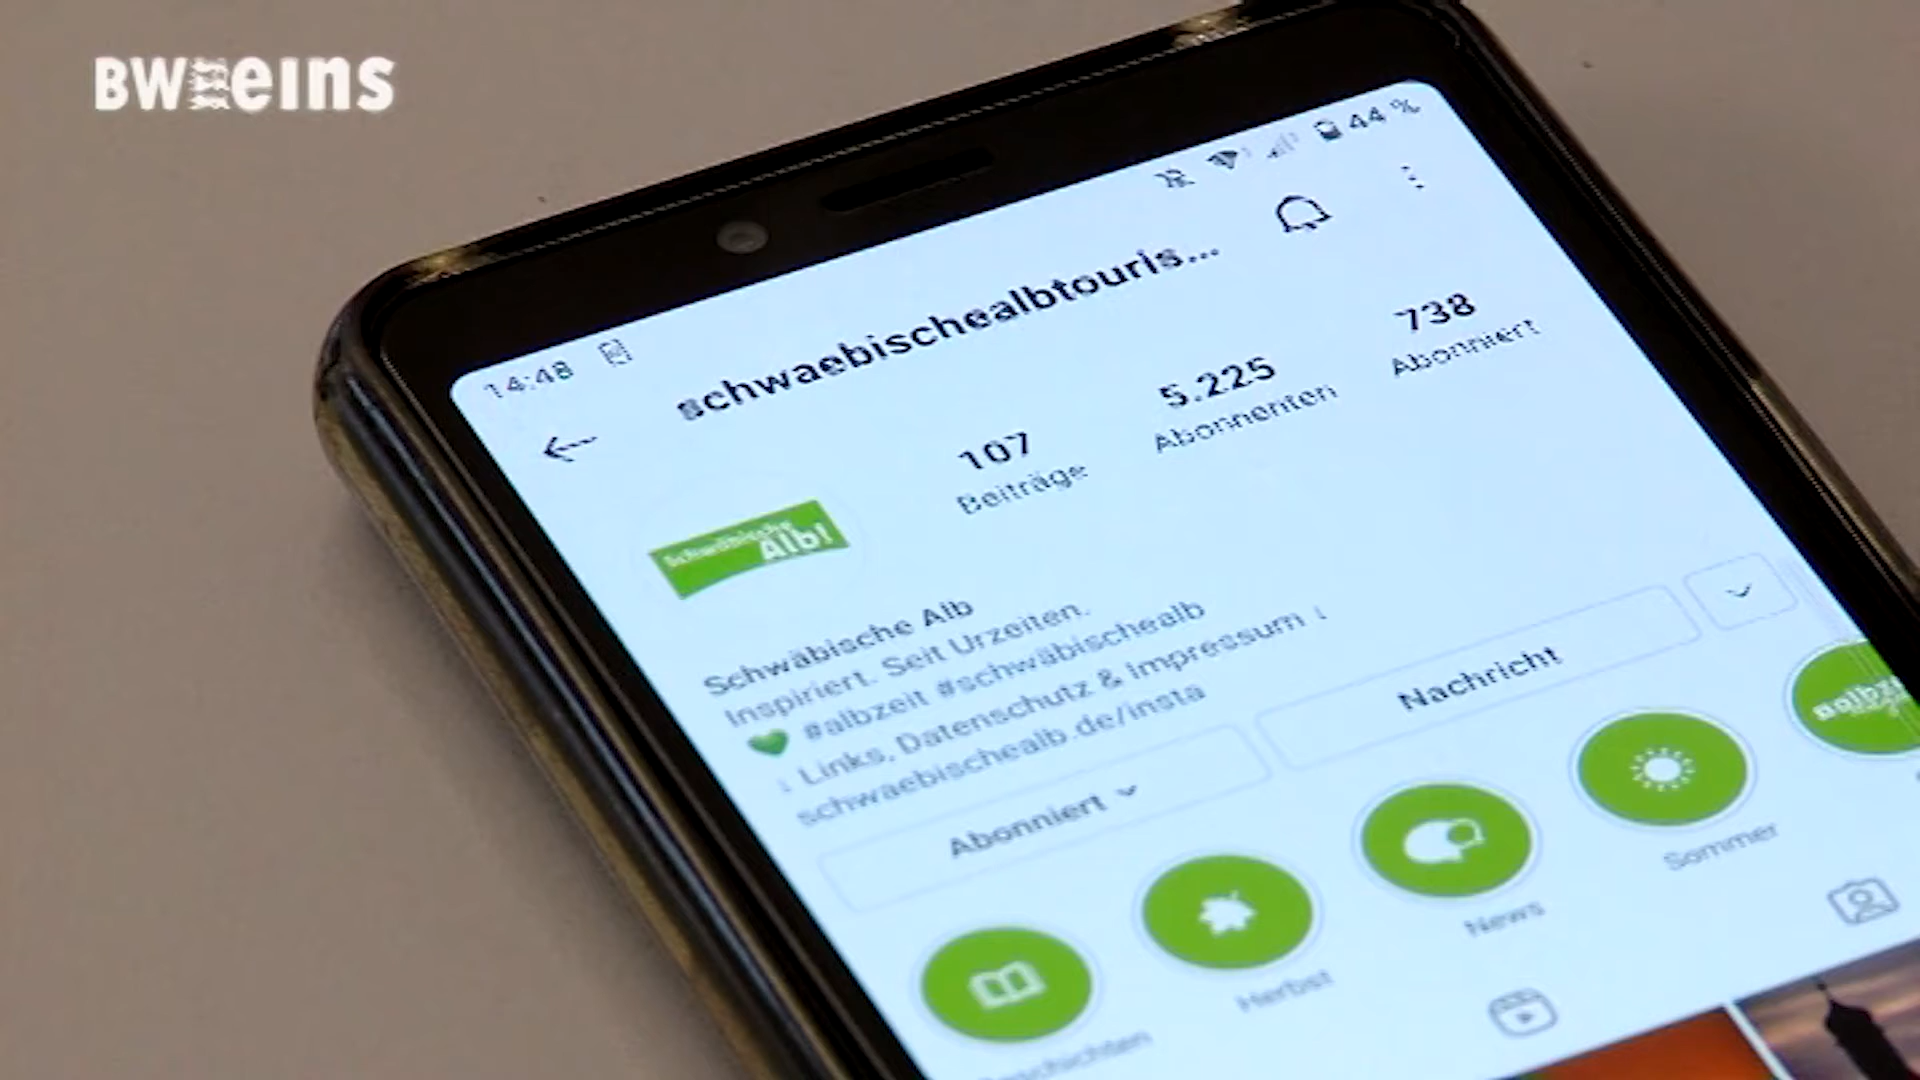 BW eins
44 %
14:48
schwaebischealbtouris...
107
Beiträge
5.225
Abonnenten
738
Abonniert
Schwäbische
Alb!
Schwäbische Alb
Inspiriert. Seit Urzeiten.
💚 #albzeit #schwäbischealb
↓ Links, Datenschutz & Impressum ↓
schwaebischealb.de/insta
Abonniert
Nachricht
Herbst
News
Sommer